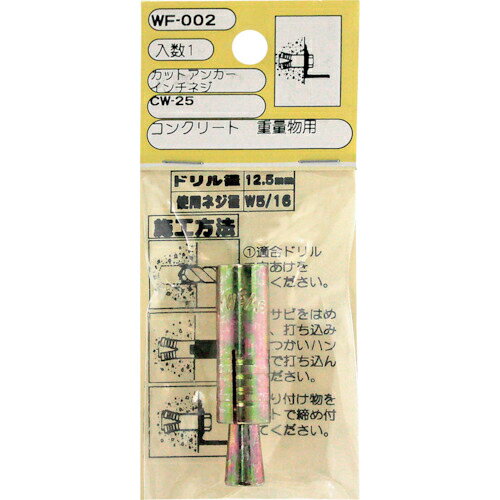 WF-002
入数1
カットアンカー
インチネジ
CW-25
コンクリート 重量物用
ドリル径 12.5mm
使用ネジ径 W5/16
施工方法
①適合ドリル
あけを
ください。
サビをはめ
、打ち込み
つかいハン
で打ち込ん
ださい。
り付け物を
トで締め付
てください。